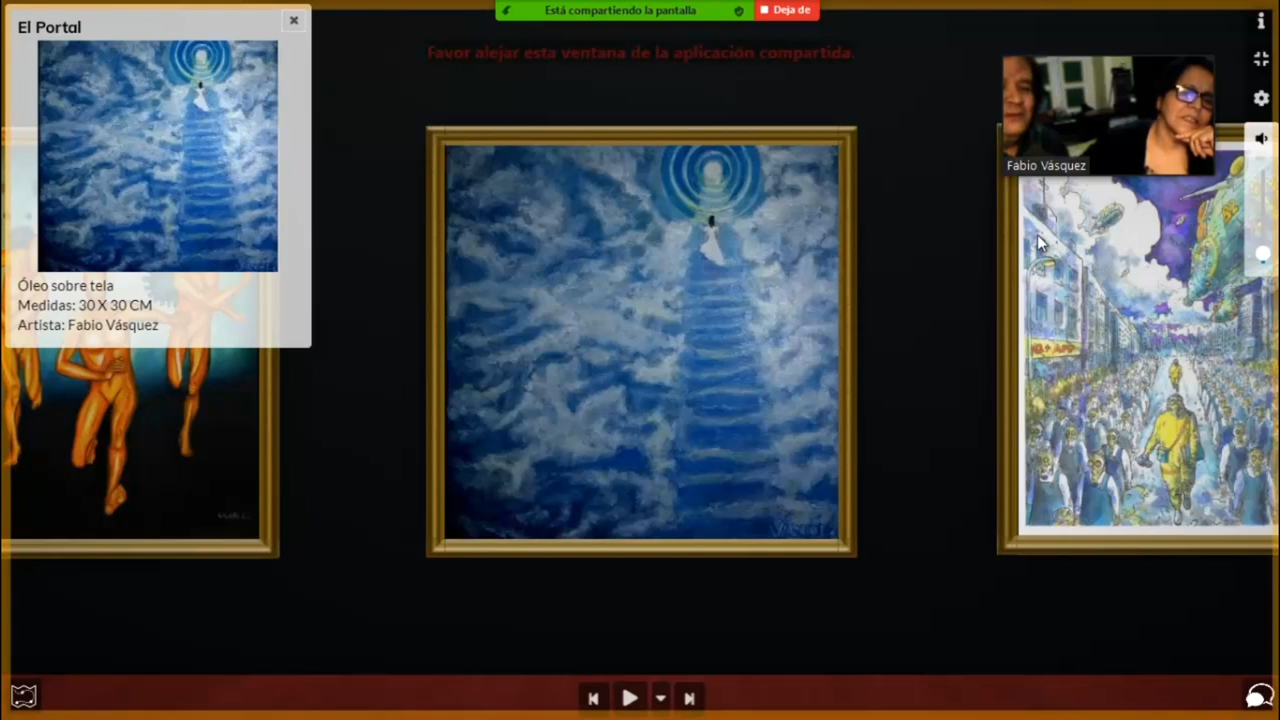 Está compartiendo la pantalla
Deja de
El Portal
Favor alejar esta ventana de la aplicación compartida.
Fabio Vásquez
Óleo sobre tela
Medidas: 30 X 30 CM
Artista: Fabio Vásquez